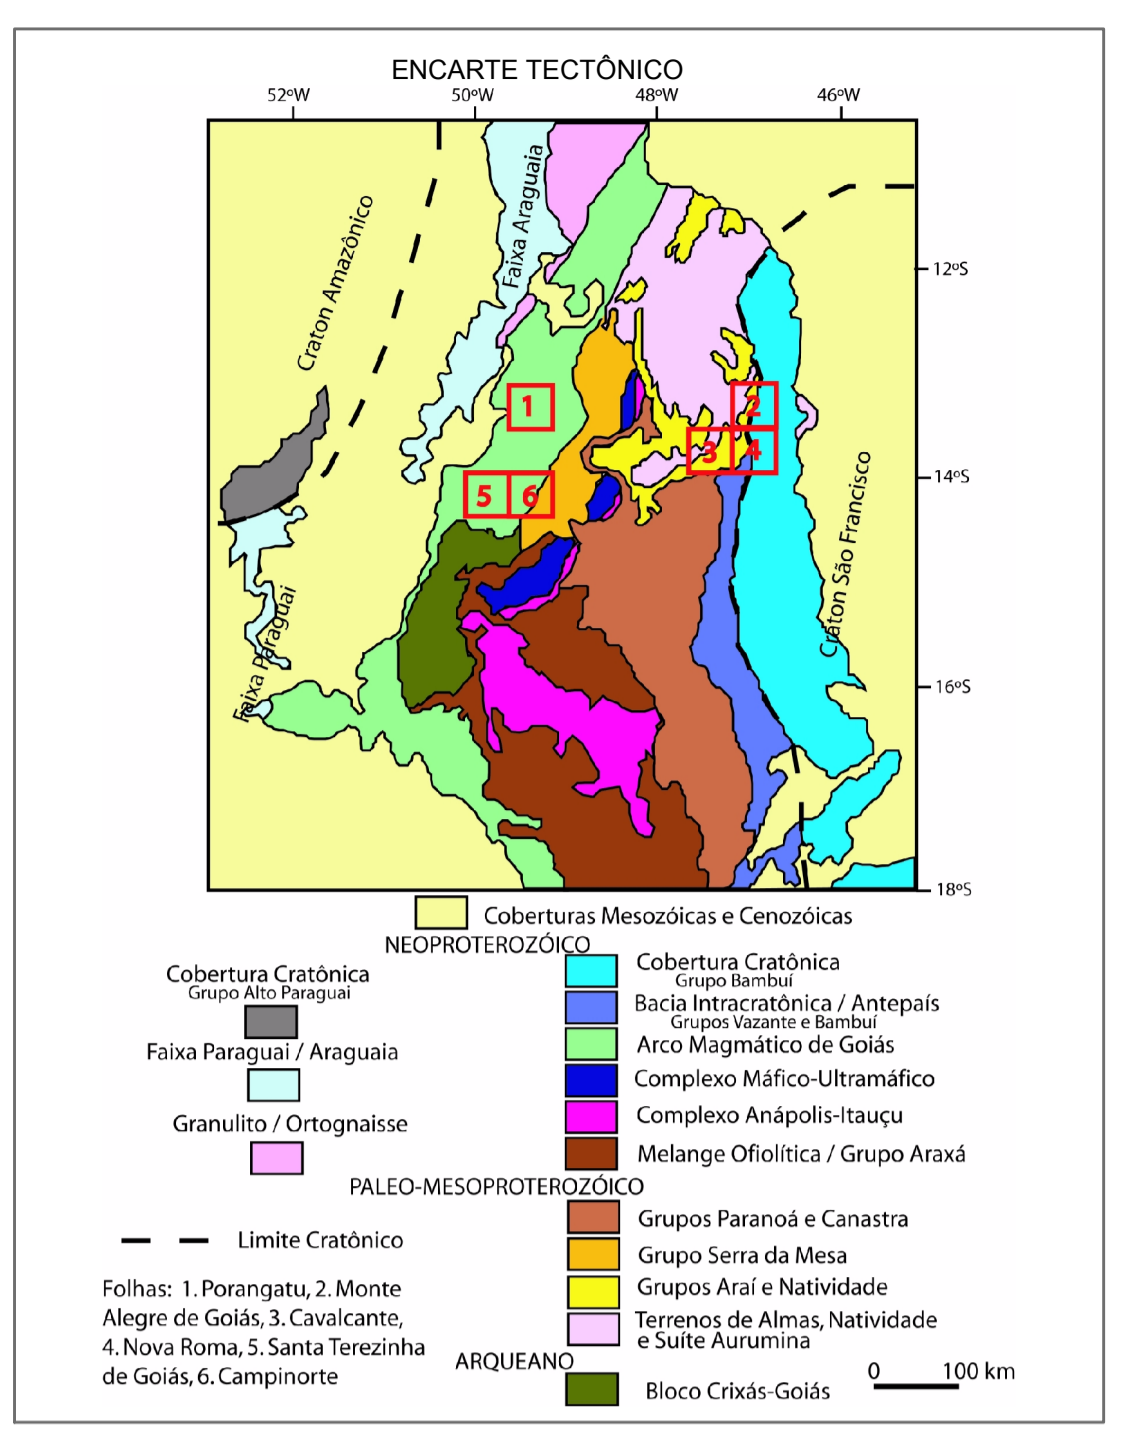 ENCARTE TECTÔNICO
52ºW
50ºW
48ºW
46ºW
Craton Amazônico
Faixa Araguaia
12ºS
1
2
3
4
14ºS
5
6
Craton São Francisco
Faixa Paraguai
16ºS
18ºS
Coberturas Mesozóicas e Cenozóicas
NEOPROTEROZÓICO
Cobertura Cratônica
Grupo Alto Paraguai
Faixa Paraguai / Araguaia
Granulito / Ortognaisse
Cobertura Cratônica
Grupo Bambuí
Bacia Intracratônica / Antepaís
Grupos Vazante e Bambuí
Arco Magmático de Goiás
Complexo Máfico-Ultramáfico
Complexo Anápolis-Itauçu
Melange Ofiolítica / Grupo Araxá
PALEO-MESOPROTEROZÓICO
Grupos Paranoá e Canastra
Grupo Serra da Mesa
Grupos Araí e Natividade
Terrenos de Almas, Natividade
e Suíte Aurumina
ARQUEANO
Bloco Crixás-Goiás
Limite Cratônico
Folhas: 1. Porangatu, 2. Monte
Alegre de Goiás, 3. Cavalcante,
4. Nova Roma, 5. Santa Terezinha
de Goiás, 6. Campinorte
0 100 km